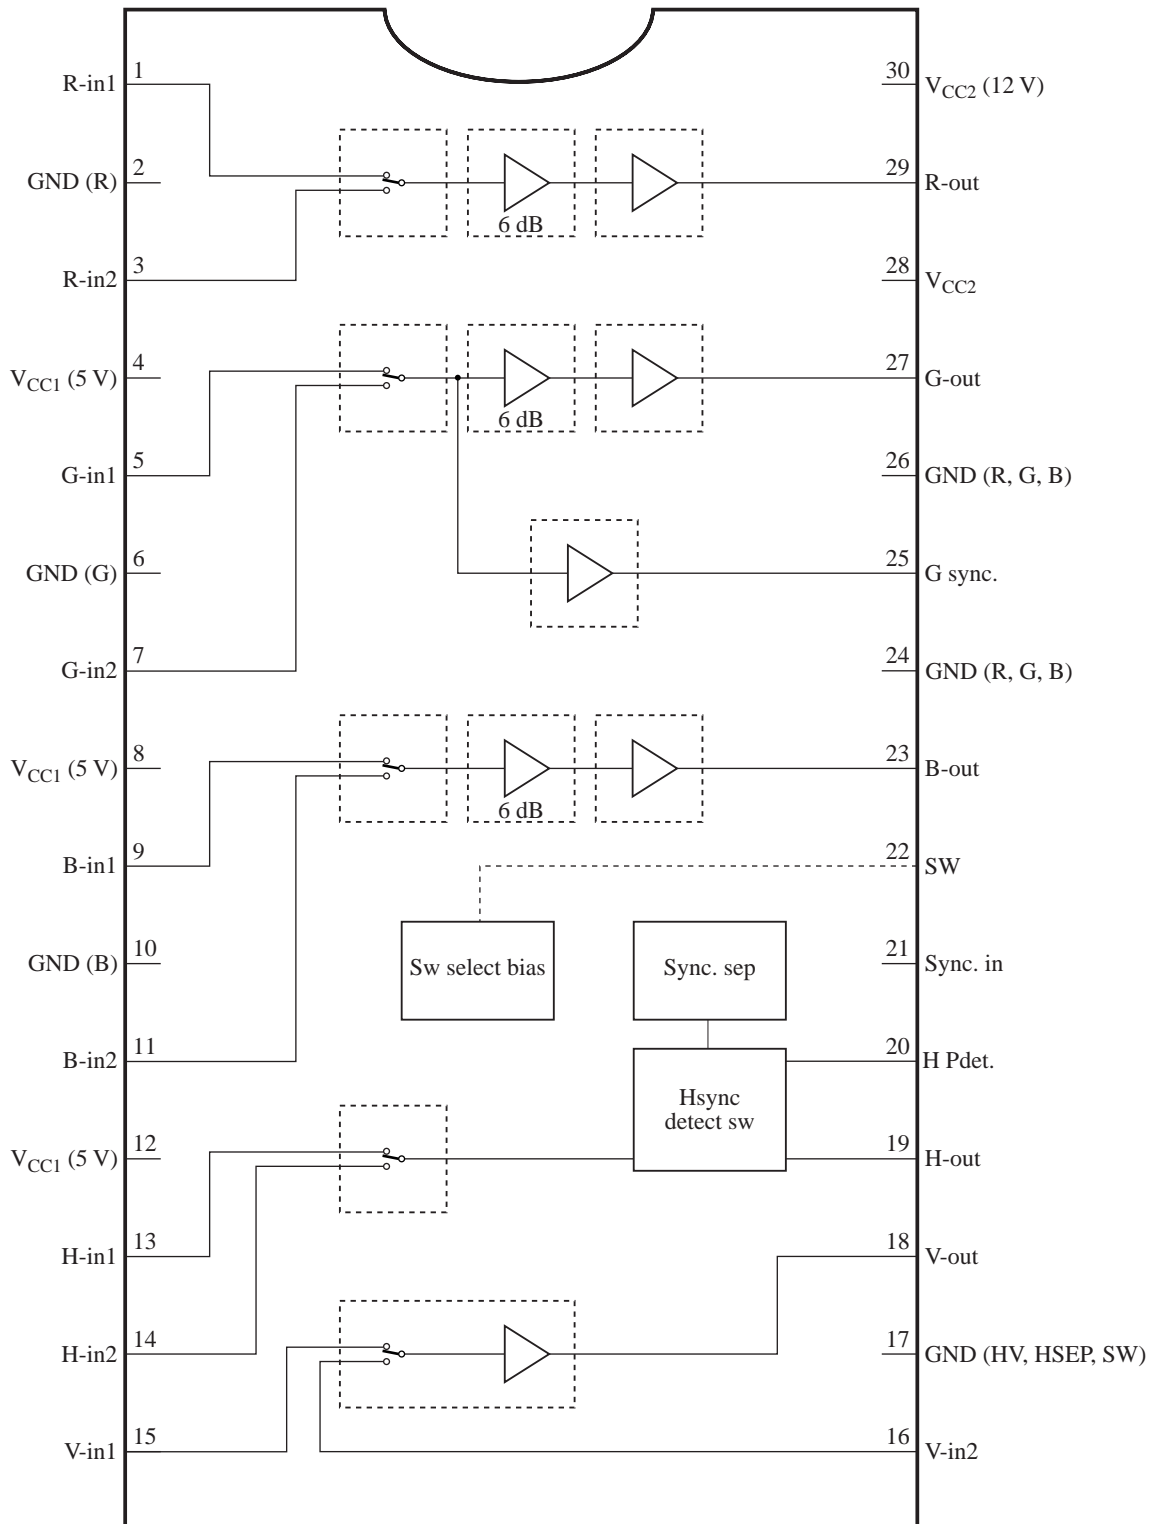 R-in1 1 30 VCC2 (12 V)
GND (R) 2 29 R-out
6 dB
R-in2 3 28 VCC2
VCC1 (5 V) 4 27 G-out
6 dB
G-in1 5 26 GND (R, G, B)
GND (G) 6 25 G sync.
G-in2 7 24 GND (R, G, B)
VCC1 (5 V) 8 23 B-out
6 dB
B-in1 9 22 SW
GND (B) 10 Sw select bias Sync. sep 21 Sync. in
B-in2 11 20 H Pdet.
Hsync
detect sw
VCC1 (5 V) 12 19 H-out
H-in1 13 18 V-out
H-in2 14 17 GND (HV, HSEP, SW)
V-in1 15 16 V-in2